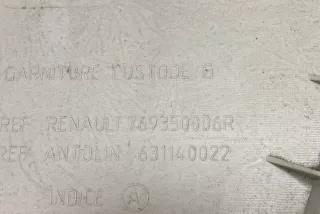 GARNITURE CUSTODE G
REF RENAULT 769350006R
REF ANTOLIN 631140022
INDICE A